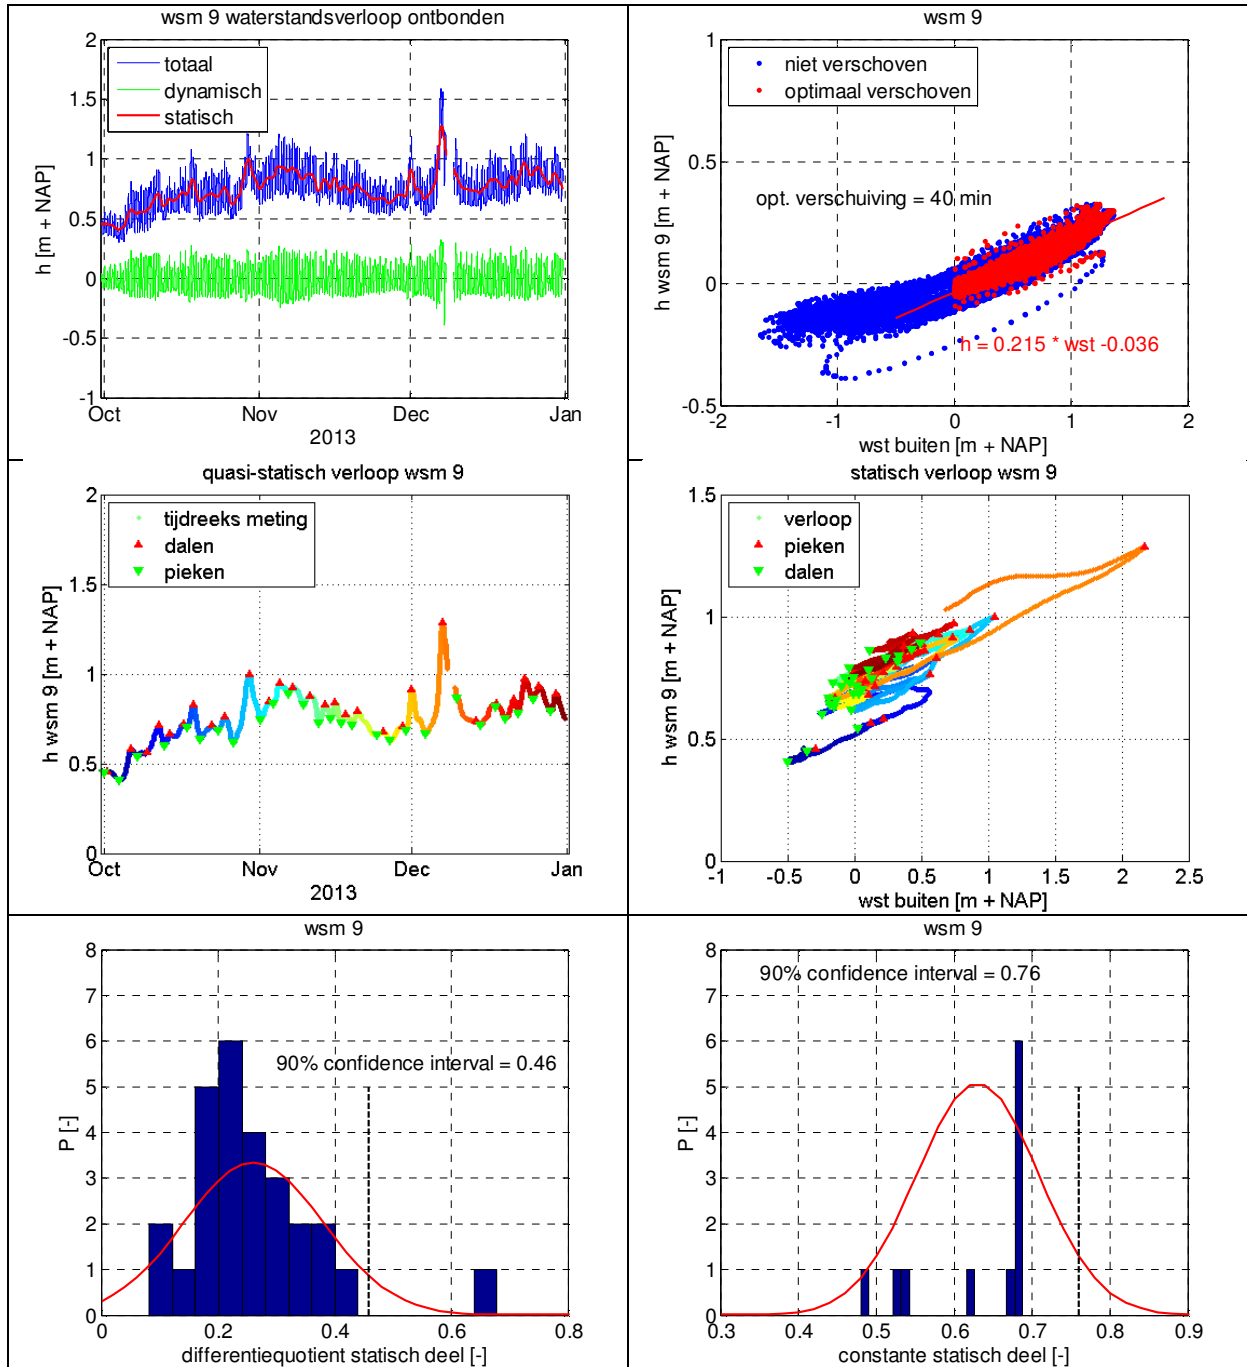 wsm 9 waterstandsverloop ontbonden
2
1.5
1
0.5
0
-0.5
-1
h [m + NAP]
totaal
dynamisch
statisch
Oct
Nov
Dec
Jan
2013
wsm 9
1
0.5
0
-0.5
h wsm 9 [m + NAP]
niet verschoven
optimaal verschoven
opt. verschuiving = 40 min
h = 0.215 * wst -0.036
-2
-1
0
1
2
wst buiten [m + NAP]
quasi-statisch verloop wsm 9
2
1.5
1
0.5
0
h wsm 9 [m + NAP]
tijdreeks meting
dalen
pieken
Oct
Nov
Dec
Jan
2013
statisch verloop wsm 9
1.5
1
0.5
0
h wsm 9 [m + NAP]
verloop
pieken
dalen
-1
-0.5
0
0.5
1
1.5
2
2.5
wst buiten [m + NAP]
wsm 9
8
7
6
5
4
3
2
1
0
P [-]
90% confidence interval = 0.46
0
0.2
0.4
0.6
0.8
differentiequotient statisch deel [-]
wsm 9
8
7
6
5
4
3
2
1
0
P [-]
90% confidence interval = 0.76
0.3
0.4
0.5
0.6
0.7
0.8
0.9
constante statisch deel [-]